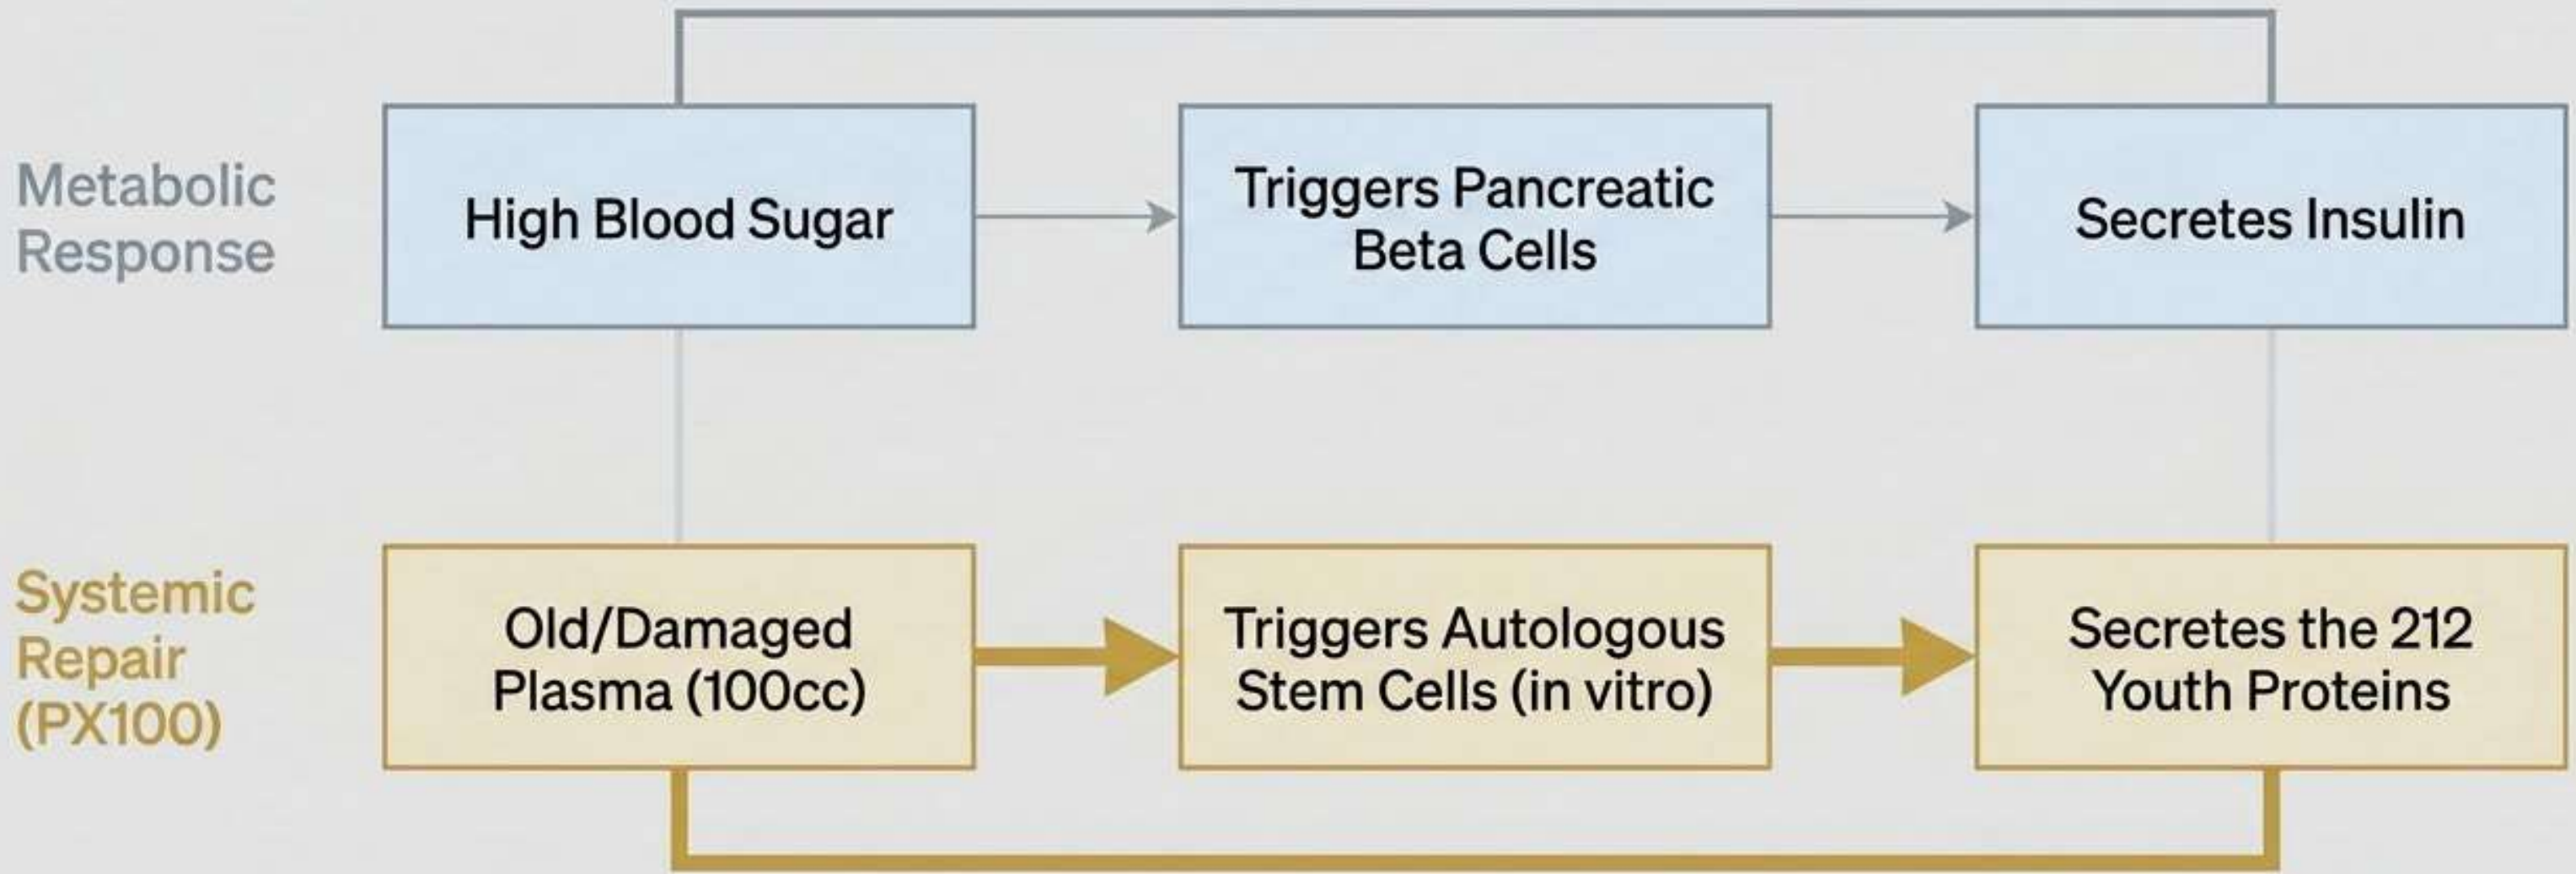 Metabolic
Response
High Blood Sugar
Triggers Pancreatic
Beta Cells
Secretes Insulin
Systemic
Repair
(PX100)
Old/Damaged
Plasma (100cc)
Triggers Autologous
Stem Cells (in vitro)
Secretes the 212
Youth Proteins